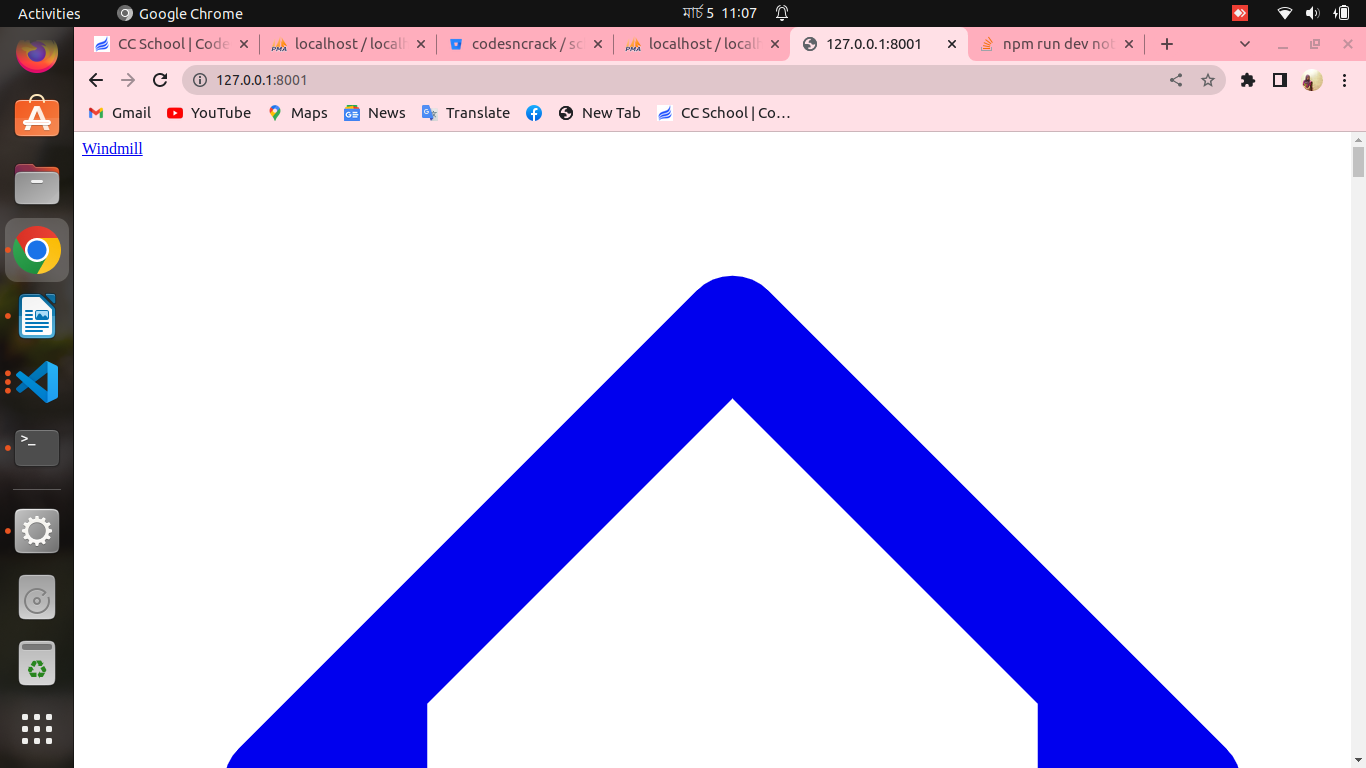 Activities Google Chrome মার্চ 5 11:07
CC School | Code localhost / localh codesncrack / sc localhost / localh 127.0.0.1:8001 npm run dev not
127.0.0.1:8001
Gmail YouTube Maps News Translate New Tab CC School | Co…
Windmill